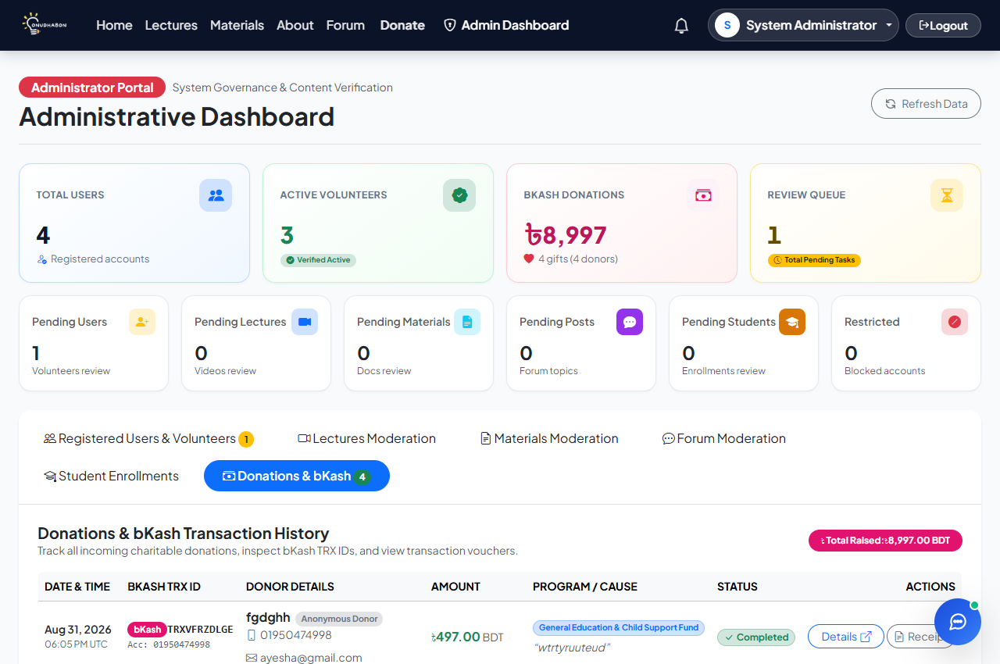 ONUDHABON Home Lectures Materials About Forum Donate Admin Dashboard S System Administrator Logout
Administrator Portal System Governance & Content Verification
Administrative Dashboard
Refresh Data
TOTAL USERS
4
Registered accounts
ACTIVE VOLUNTEERS
3
Verified Active
BKASH DONATIONS
৳8,997
4 gifts (4 donors)
REVIEW QUEUE
1
Total Pending Tasks
Pending Users
1
Volunteers review
Pending Lectures
0
Videos review
Pending Materials
0
Docs review
Pending Posts
0
Forum topics
Pending Students
0
Enrollments review
Restricted
0
Blocked accounts
Registered Users & Volunteers 1 Lectures Moderation Materials Moderation Forum Moderation
Student Enrollments Donations & bKash 4
Donations & bKash Transaction History
Track all incoming charitable donations, inspect bKash TRX IDs, and view transaction vouchers.
৳ Total Raised: ৳8,997.00 BDT
DATE & TIME BKASH TRX ID DONOR DETAILS AMOUNT PROGRAM / CAUSE STATUS ACTIONS
Aug 31, 2026
06:05 PM UTC
bKash TRXVFRZDLGE
Acc: 01950474998
fgdghh Anonymous Donor
01950474998
ayesha@gmail.com
৳497.00 BDT
General Education & Child Support Fund
"wtrtyruuteud"
Completed
Details